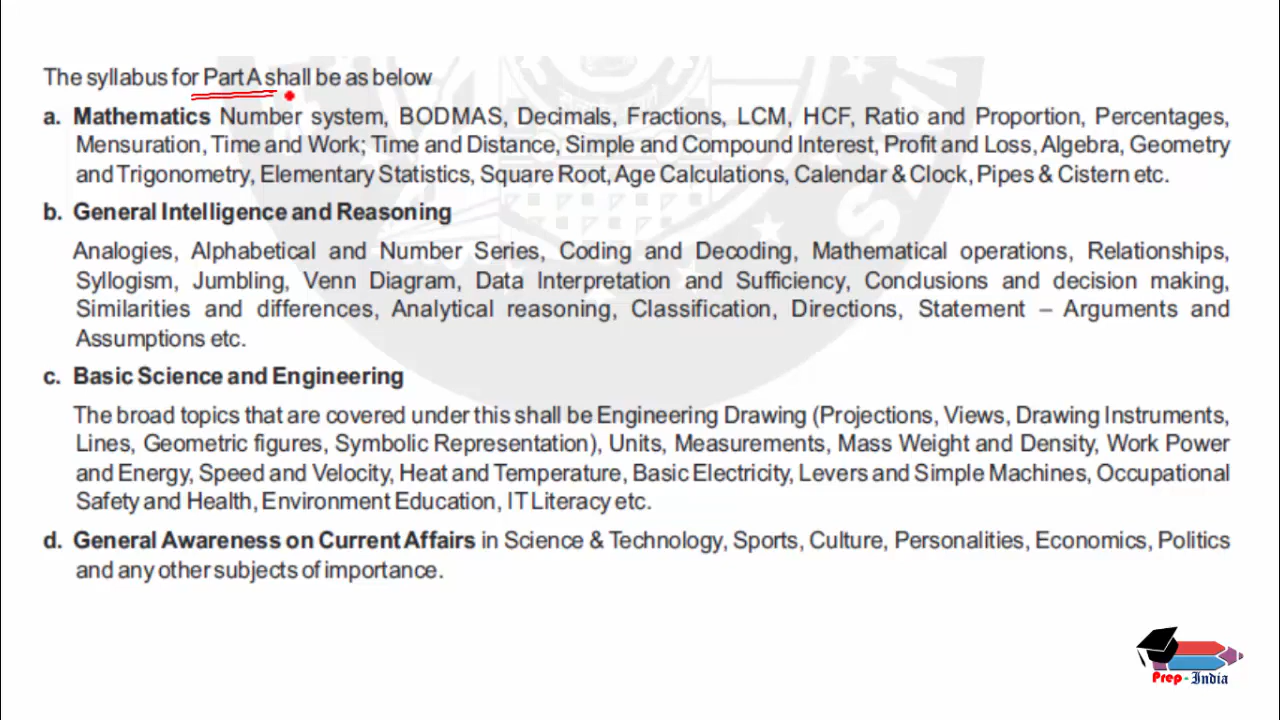 The syllabus for Part A shall be as below
a. Mathematics Number system, BODMAS, Decimals, Fractions, LCM, HCF, Ratio and Proportion, Percentages,
Mensuration, Time and Work; Time and Distance, Simple and Compound Interest, Profit and Loss, Algebra, Geometry
and Trigonometry, Elementary Statistics, Square Root, Age Calculations, Calendar & Clock, Pipes & Cistern etc.
b. General Intelligence and Reasoning
Analogies, Alphabetical and Number Series, Coding and Decoding, Mathematical operations, Relationships,
Syllogism, Jumbling, Venn Diagram, Data Interpretation and Sufficiency, Conclusions and decision making,
Similarities and differences, Analytical reasoning, Classification, Directions, Statement – Arguments and
Assumptions etc.
c. Basic Science and Engineering
The broad topics that are covered under this shall be Engineering Drawing (Projections, Views, Drawing Instruments,
Lines, Geometric figures, Symbolic Representation), Units, Measurements, Mass Weight and Density, Work Power
and Energy, Speed and Velocity, Heat and Temperature, Basic Electricity, Levers and Simple Machines, Occupational
Safety and Health, Environment Education, IT Literacy etc.
d. General Awareness on Current Affairs in Science & Technology, Sports, Culture, Personalities, Economics, Politics
and any other subjects of importance.
Prep - India